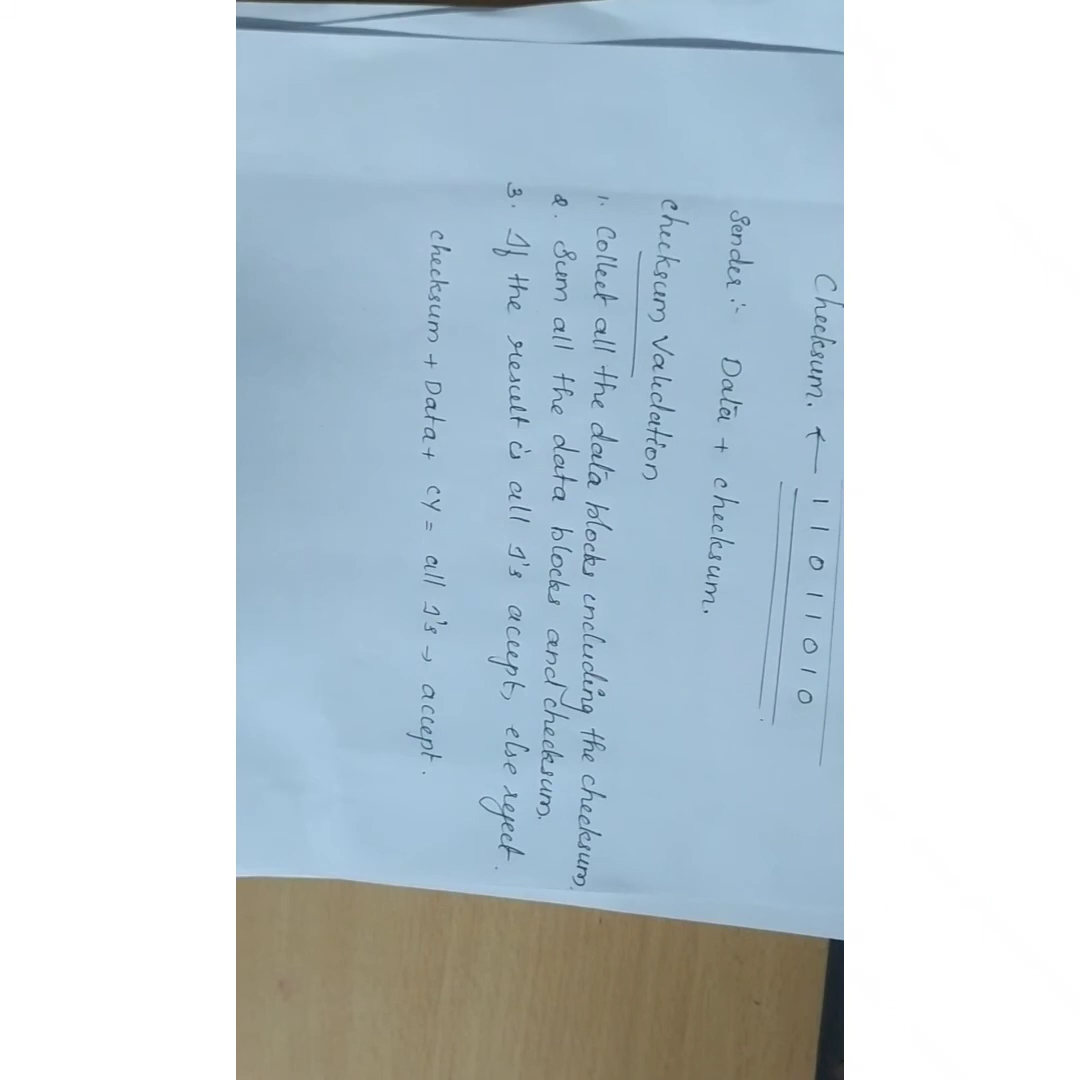 Checksum. ← 1 1 0 1 1 0 1 0
Sender :- Data + checksum.
checksum validation
1. Collect all the data blocks including the checksum.
2. Sum all the data blocks and checksum.
3. If the result is all 1's accept, else reject.
checksum + Data + CY = all 1's → accept.